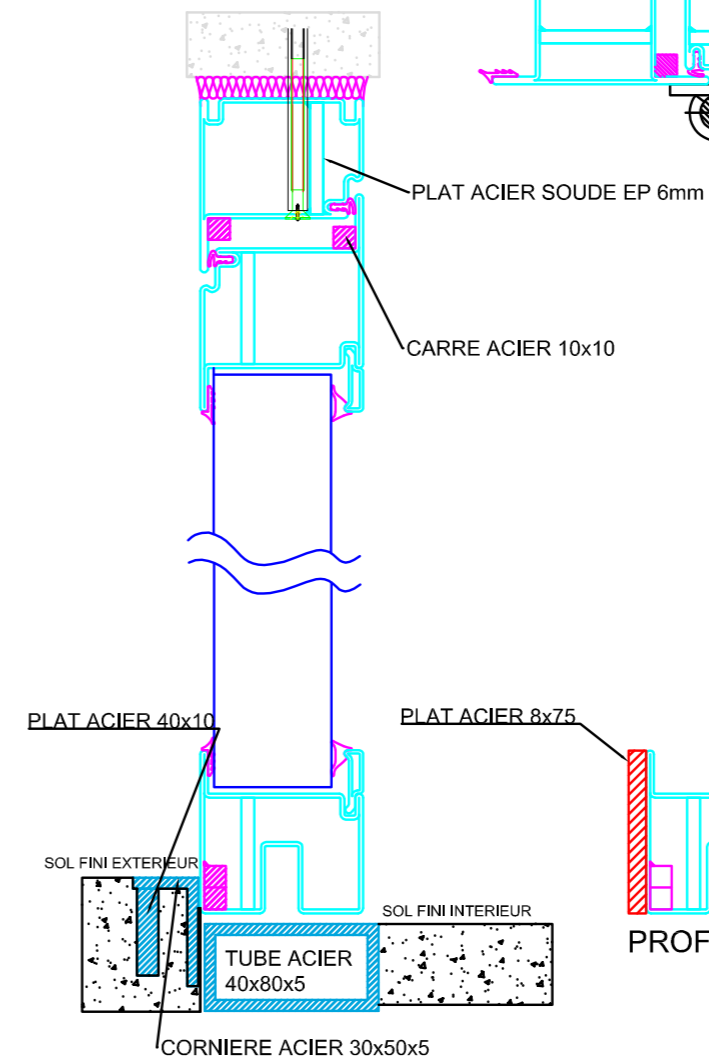 PLAT ACIER SOUDE EP 6mm
CARRE ACIER 10x10
PLAT ACIER 40x10
PLAT ACIER 8x75
SOL FINI EXTERIEUR
SOL FINI INTERIEUR
TUBE ACIER
40x80x5
PROF
CORNIERE ACIER 30x50x5